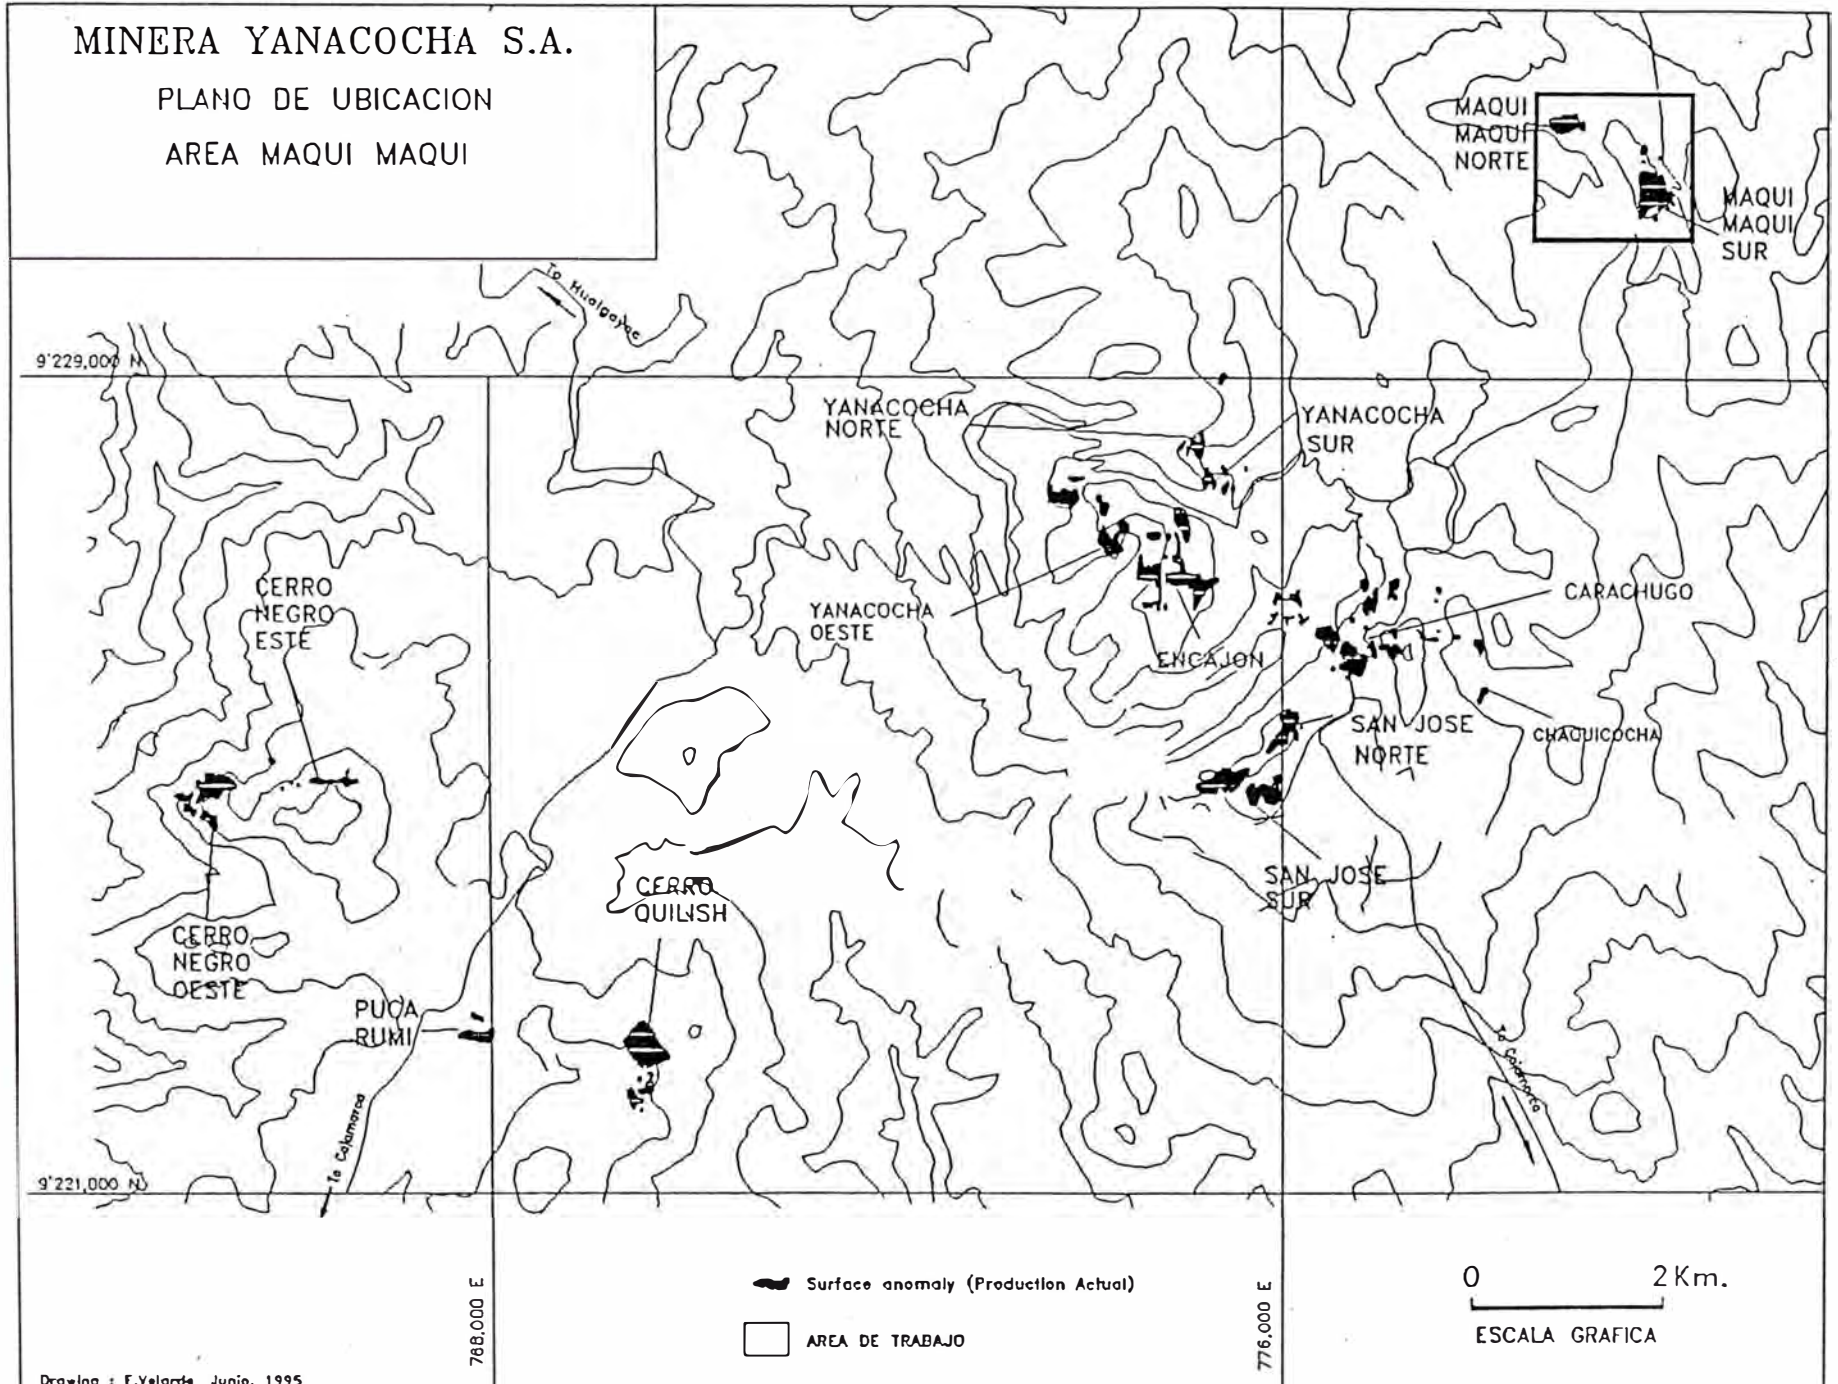 MINERA YANACOCHA S.A.
PLANO DE UBICACION
AREA MAQUI MAQUI
MAQUI
MAQUI
NORTE
MAQUI
MAQUI
SUR
To Hualgayoc
9'229,000 N
YANACOCHA
NORTE
YANACOCHA
SUR
CERRO
NEGRO
ESTE
YANACOCHA
OESTE
CARACHUGO
ENCAJON
SAN JOSE
NORTE
CHAQUICOCHA
CERRO
QUILISH
SAN JOSE
SUR
CERRO
NEGRO
OESTE
PUCA
RUMI
To Cajamarca
To Cajamarca
9'221,000 N
768,000 E
776,000 E
Surface anomaly (Production Actual)
AREA DE TRABAJO
0 2 Km.
ESCALA GRAFICA
Drawing : F.Velarde Junio, 1995